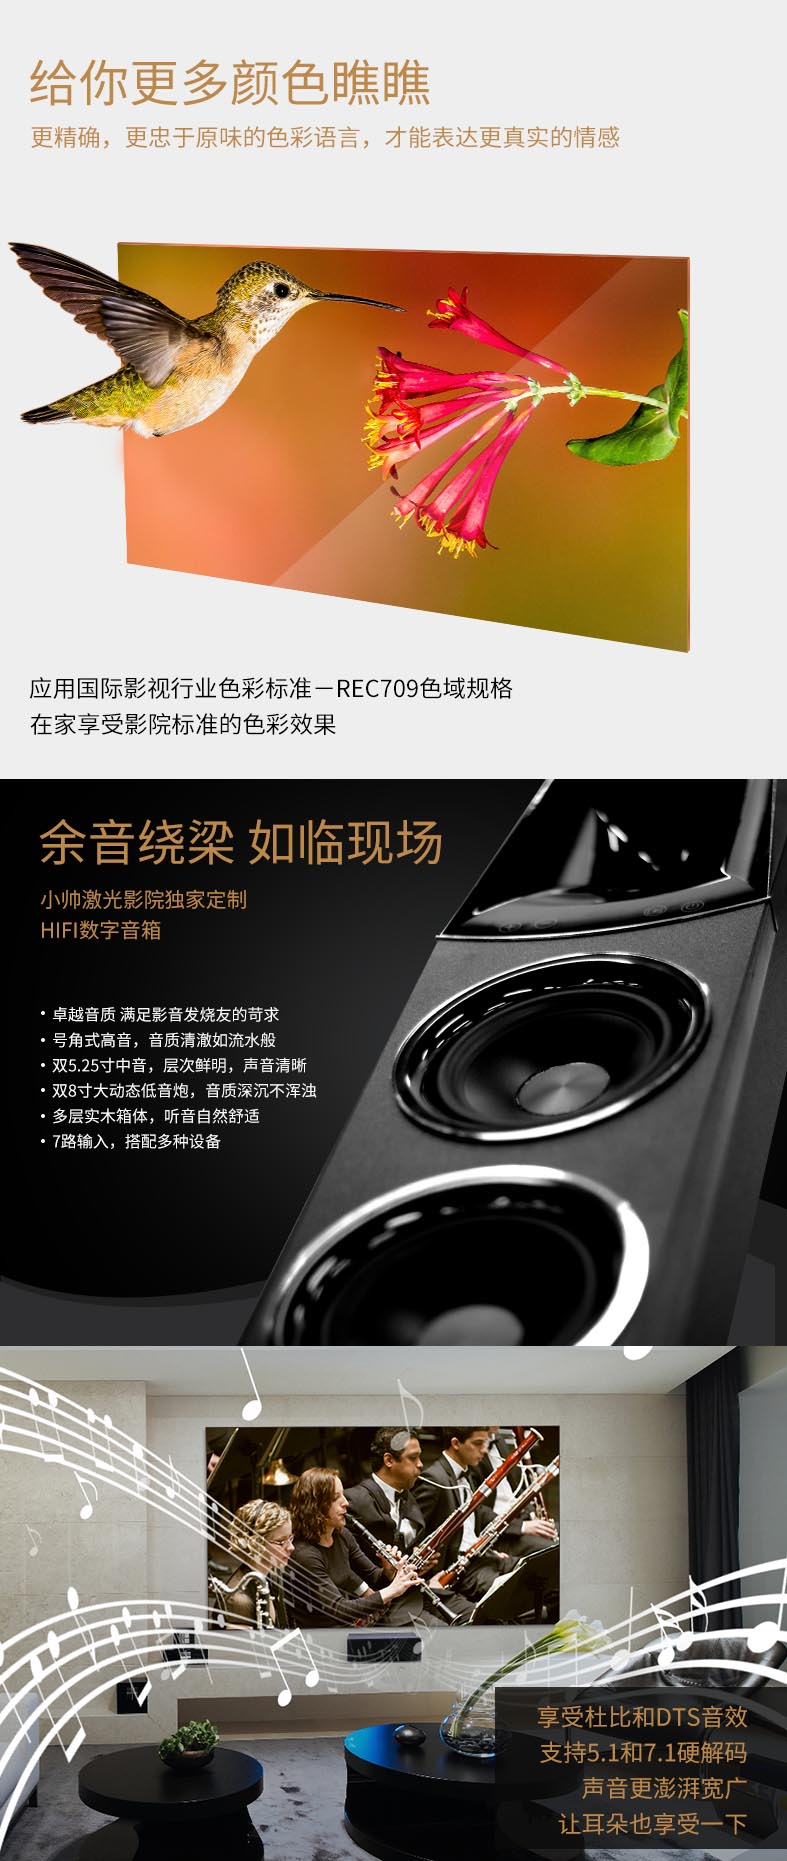 给你更多颜色瞧瞧
更精确，更忠于原味的色彩语言，才能表达更真实的情感
应用国际影视行业色彩标准－REC709色域规格
在家享受影院标准的色彩效果
余音绕梁 如临现场
小帅激光影院独家定制
HIFI数字音箱
• 卓越音质 满足影音发烧友的苛求
• 号角式高音，音质清澈如流水般
• 双5.25寸中音，层次鲜明，声音清晰
• 双8寸大动态低音炮，音质深沉不浑浊
• 多层实木箱体，听音自然舒适
• 7路输入，搭配多种设备
享受杜比和DTS音效
支持5.1和7.1硬解码
声音更澎湃宽广
让耳朵也享受一下